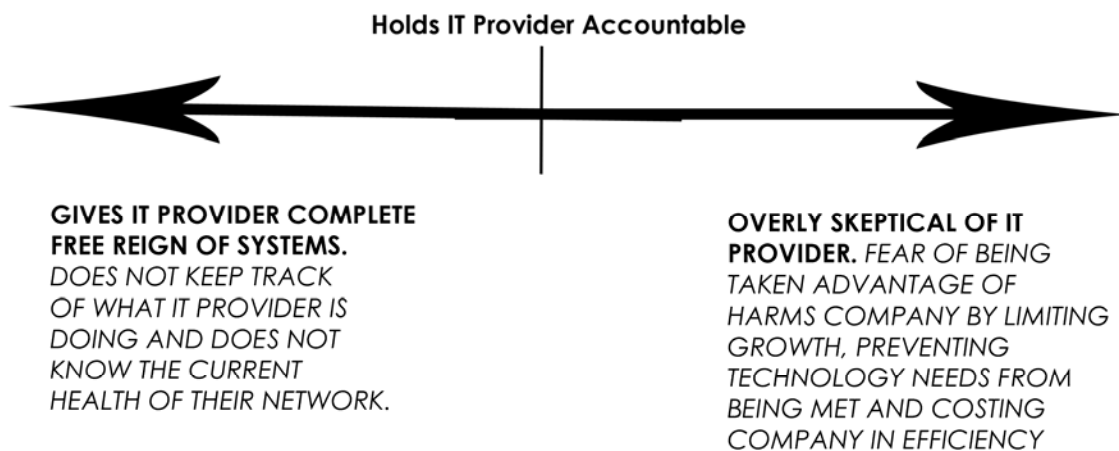 Holds IT Provider Accountable
GIVES IT PROVIDER COMPLETE
FREE REIGN OF SYSTEMS.
DOES NOT KEEP TRACK
OF WHAT IT PROVIDER IS
DOING AND DOES NOT
KNOW THE CURRENT
HEALTH OF THEIR NETWORK.
OVERLY SKEPTICAL OF IT
PROVIDER. FEAR OF BEING
TAKEN ADVANTAGE OF
HARMS COMPANY BY LIMITING
GROWTH, PREVENTING
TECHNOLOGY NEEDS FROM
BEING MET AND COSTING
COMPANY IN EFFICIENCY